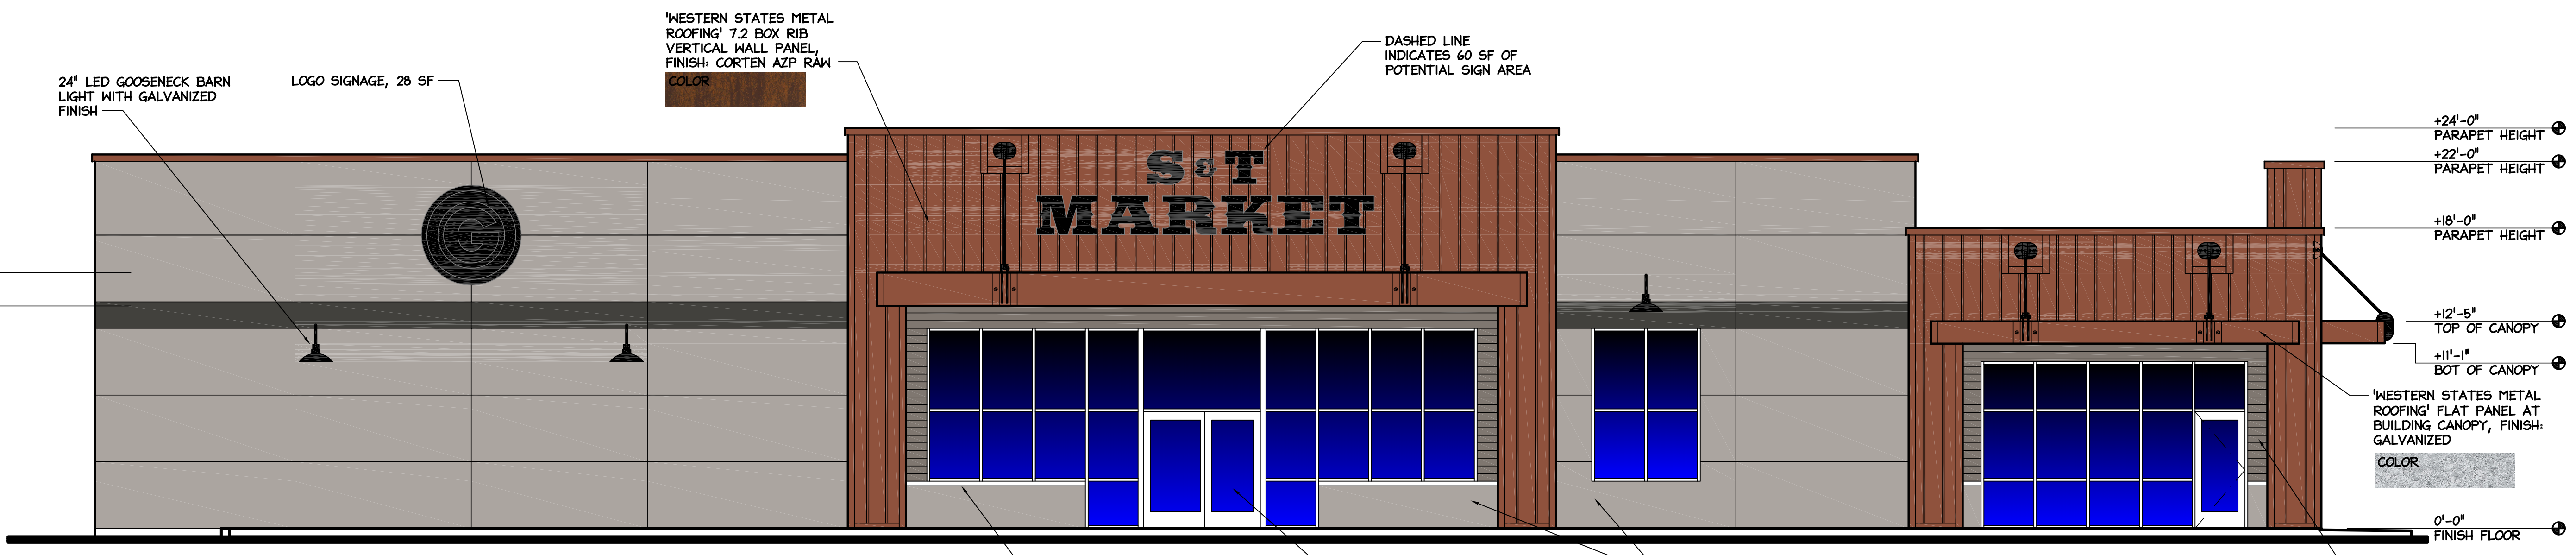 'WESTERN STATES METAL
ROOFING' 7.2 BOX RIB
VERTICAL WALL PANEL,
FINISH: CORTEN AZP RAW
COLOR
DASHED LINE
INDICATES 60 SF OF
POTENTIAL SIGN AREA
24" LED GOOSENECK BARN
LIGHT WITH GALVANIZED
FINISH
LOGO SIGNAGE, 28 SF
G
S & T
MARKET
+24'-0"
PARAPET HEIGHT
+22'-0"
PARAPET HEIGHT
+18'-0"
PARAPET HEIGHT
+12'-5"
TOP OF CANOPY
+11'-1"
BOT OF CANOPY
'WESTERN STATES METAL
ROOFING' FLAT PANEL AT
BUILDING CANOPY, FINISH:
GALVANIZED
COLOR
0'-0"
FINISH FLOOR